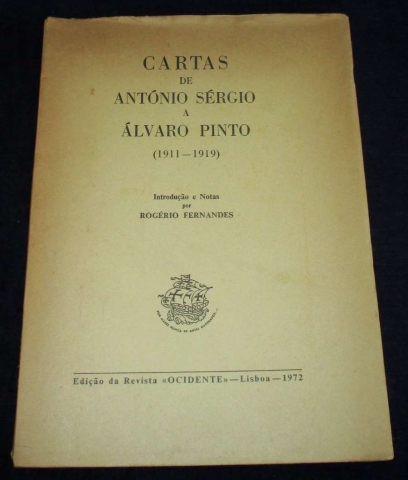 CARTAS
DE
ANTÓNIO SÉRGIO
A
ÁLVARO PINTO
(1911—1919)
Introdução e Notas
por
ROGÉRIO FERNANDES
Edição da Revista «OCIDENTE»—Lisboa—1972